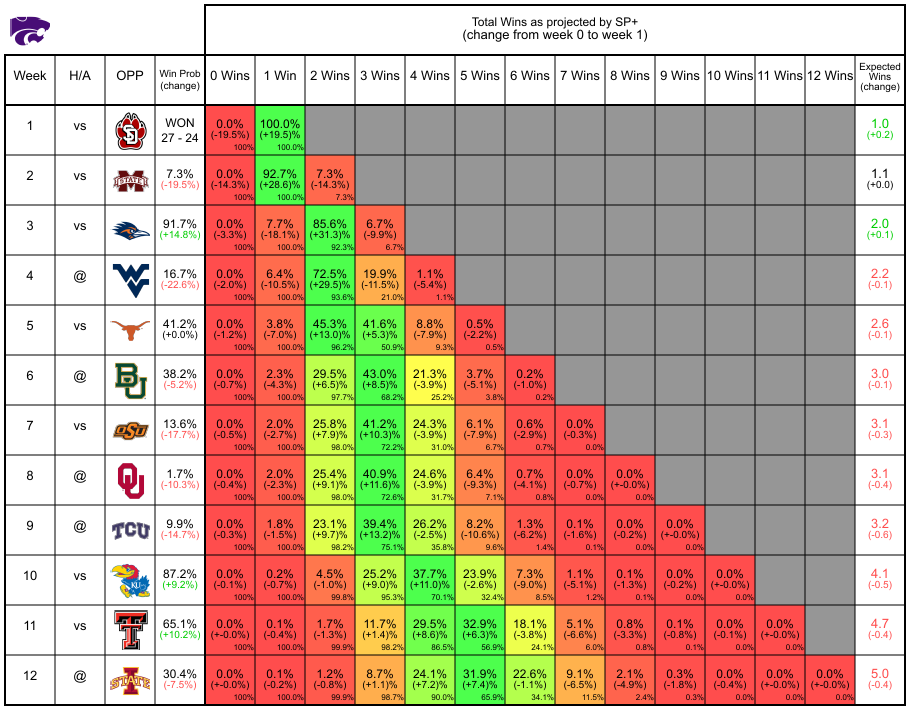 Total Wins as projected by SP+
(change from week 0 to week 1)
Week H/A OPP Win Prob (change) 0 Wins 1 Win 2 Wins 3 Wins 4 Wins 5 Wins 6 Wins 7 Wins 8 Wins 9 Wins 10 Wins 11 Wins 12 Wins Expected Wins (change)
1 vs SD WON 0.0% 100.0% 1.0
27 - 24 (-19.5%) (+19.5)% (+0.2)
100% 100.0%
2 vs STATE M 7.3% 0.0% 92.7% 7.3% 1.1
(-19.5%) (-14.3%) (+28.6)% (-14.3%) (+0.0)
100% 100.0% 7.3%
3 vs 91.7% 0.0% 7.7% 85.6% 6.7% 2.0
(+14.8%) (-3.3%) (-18.1%) (+31.3)% (-9.9%) (+0.1)
100% 100.0% 92.3% 6.7%
4 @ WV 16.7% 0.0% 6.4% 72.5% 19.9% 1.1% 2.2
(-22.6%) (-2.0%) (-10.5%) (+29.5)% (-11.5%) (-5.4%) (-0.1)
100% 100.0% 93.6% 21.0% 1.1%
5 vs 41.2% 0.0% 3.8% 45.3% 41.6% 8.8% 0.5% 2.6
(+0.0%) (-1.2%) (-7.0%) (+13.0)% (+5.3)% (-7.9%) (-2.2%) (-0.1)
100% 100.0% 96.2% 50.9% 9.3% 0.5%
6 @ BU 38.2% 0.0% 2.3% 29.5% 43.0% 21.3% 3.7% 0.2% 3.0
(-5.2%) (-0.7%) (-4.3%) (+6.5)% (+8.5)% (-3.9%) (-5.1%) (-1.0%) (-0.1)
100% 100.0% 97.7% 68.2% 25.2% 3.8% 0.2%
7 vs OSU 13.6% 0.0% 2.0% 25.8% 41.2% 24.3% 6.1% 0.6% 0.0% 3.1
(-17.7%) (-0.5%) (-2.7%) (+7.9)% (+10.3)% (-3.9%) (-7.9%) (-2.9%) (-0.3%) (-0.3)
100% 100.0% 98.0% 72.2% 31.0% 6.7% 0.7% 0.0%
8 @ OU 1.7% 0.0% 2.0% 25.4% 40.9% 24.6% 6.4% 0.7% 0.0% 0.0% 3.1
(-10.3%) (-0.4%) (-2.3%) (+9.1)% (+11.6)% (-3.9%) (-9.3%) (-4.1%) (-0.7%) (+-0.0%) (-0.4)
100% 100.0% 98.0% 72.6% 31.7% 7.1% 0.8% 0.0% 0.0%
9 @ TCU 9.9% 0.0% 1.8% 23.1% 39.4% 26.2% 8.2% 1.3% 0.1% 0.0% 0.0% 3.2
(-14.7%) (-0.3%) (-1.5%) (+9.7)% (+13.2)% (-2.5%) (-10.6%) (-6.2%) (-1.6%) (-0.2%) (+-0.0%) (-0.6)
100% 100.0% 98.2% 75.1% 35.8% 9.6% 1.4% 0.1% 0.0% 0.0%
10 vs KU 87.2% 0.0% 0.2% 4.5% 25.2% 37.7% 23.9% 7.3% 1.1% 0.1% 0.0% 0.0% 4.1
(+9.2%) (-0.1%) (-0.7%) (-1.0%) (+9.0)% (+11.0)% (-2.6%) (-9.0%) (-5.1%) (-1.3%) (-0.2%) (+-0.0%) (-0.5)
100% 100.0% 99.8% 95.3% 70.1% 32.4% 8.5% 1.2% 0.1% 0.0% 0.0%
11 vs T 65.1% 0.0% 0.1% 1.7% 11.7% 29.5% 32.9% 18.1% 5.1% 0.8% 0.1% 0.0% 0.0% 4.7
(+10.2%) (+-0.0%) (-0.4%) (-1.3%) (+1.4)% (+8.6)% (+6.3)% (-3.8%) (-6.6%) (-3.3%) (-0.8%) (-0.1%) (+-0.0%) (-0.4)
100% 100.0% 99.9% 98.2% 86.5% 56.9% 24.1% 6.0% 0.8% 0.1% 0.0% 0.0%
12 @ I STATE 30.4% 0.0% 0.1% 1.2% 8.7% 24.1% 31.9% 22.6% 9.1% 2.1% 0.3% 0.0% 0.0% 0.0% 5.0
(-7.5%) (+-0.0%) (-0.2%) (-0.8%) (+1.1)% (+7.2)% (+7.4)% (-1.1%) (-6.5%) (-4.9%) (-1.8%) (-0.4%) (+-0.0%) (+-0.0%) (-0.4)
100% 100.0% 99.9% 98.7% 90.0% 65.9% 34.1% 11.5% 2.4% 0.3% 0.0% 0.0% 0.0%